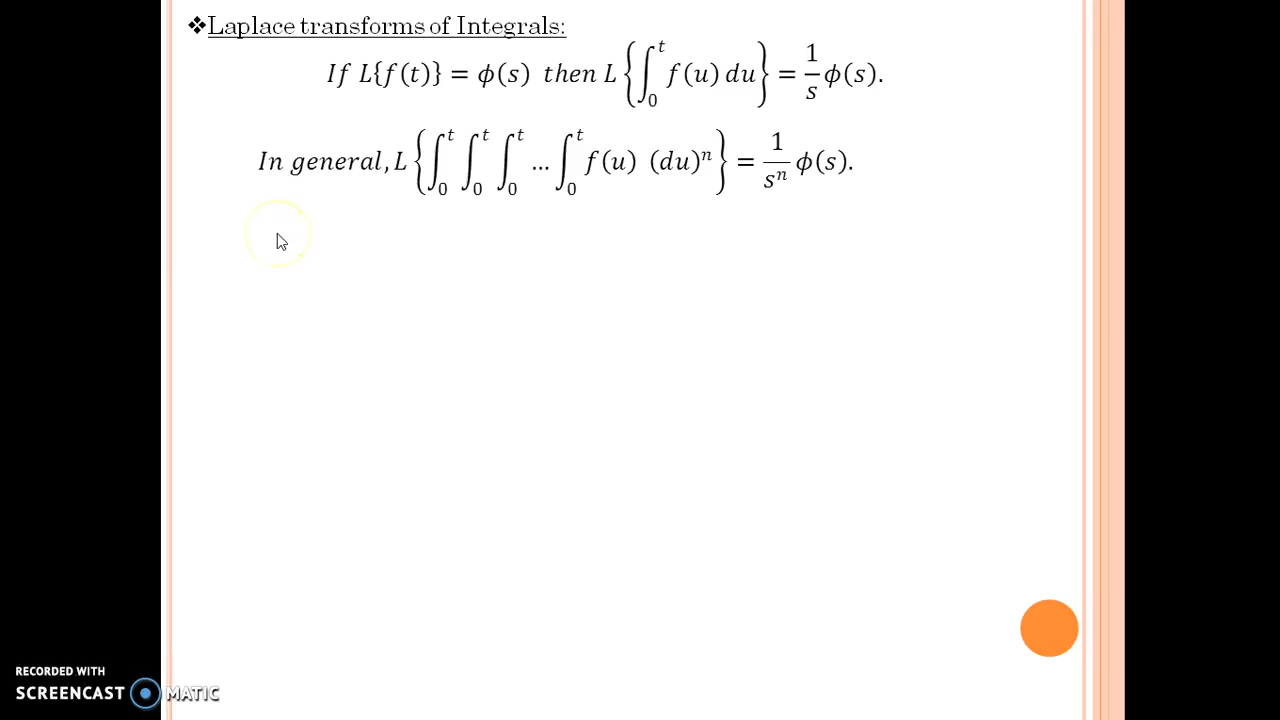 ❖Laplace transforms of Integrals:
If L{f(t)} = ϕ(s) then L{∫₀ᵗ f(u) du} = 1/s ϕ(s).
In general, L{∫₀ᵗ ∫₀ᵗ ∫₀ᵗ … ∫₀ᵗ f(u) (du)ⁿ} = 1/sⁿ ϕ(s).
RECORDED WITH
SCREENCAST MATIC